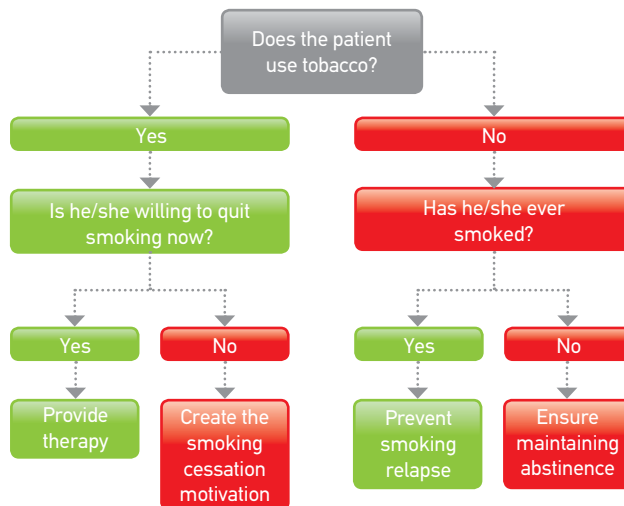 Does the patient
use tobacco?
Yes
No
Is he/she willing to quit
smoking now?
Has he/she ever
smoked?
Yes
No
Yes
No
Provide
therapy
Create the
smoking
cessation
motivation
Prevent
smoking
relapse
Ensure
maintaining
abstinence